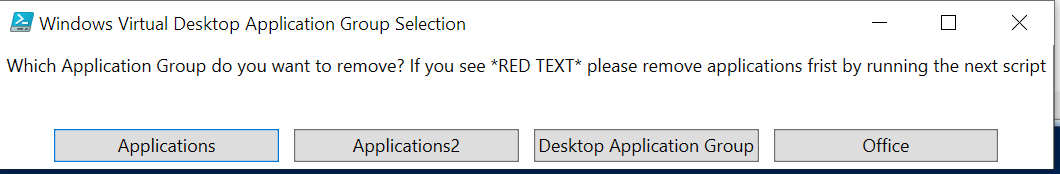 Windows Virtual Desktop Application Group Selection
Which Application Group do you want to remove? If you see *RED TEXT* please remove applications frist by running the next script
Applications Applications2 Desktop Application Group Office